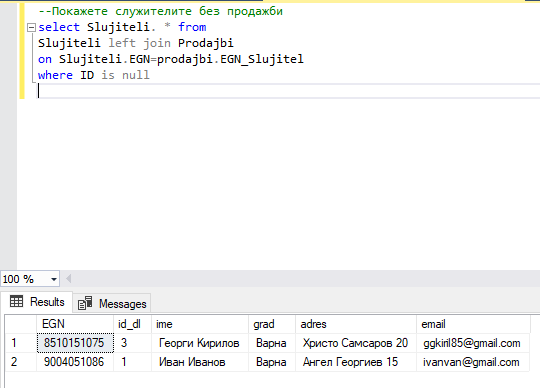 --Покежете служителите без продажби
select Slujiteli. * from
Slujiteli left join Prodajbi
on Slujiteli.EGN=prodajbi.EGN_Slujitel
where ID is null
100 %
Results Messages
EGN id_dl ime grad adres email
1 8510151075 3 Георги Кирилов Варна Христо Самсаров 20 ggkiril85@gmail.com
2 9004051086 1 Иван Иванов Варна Ангел Георгиев 15 ivanvan@gmail.com